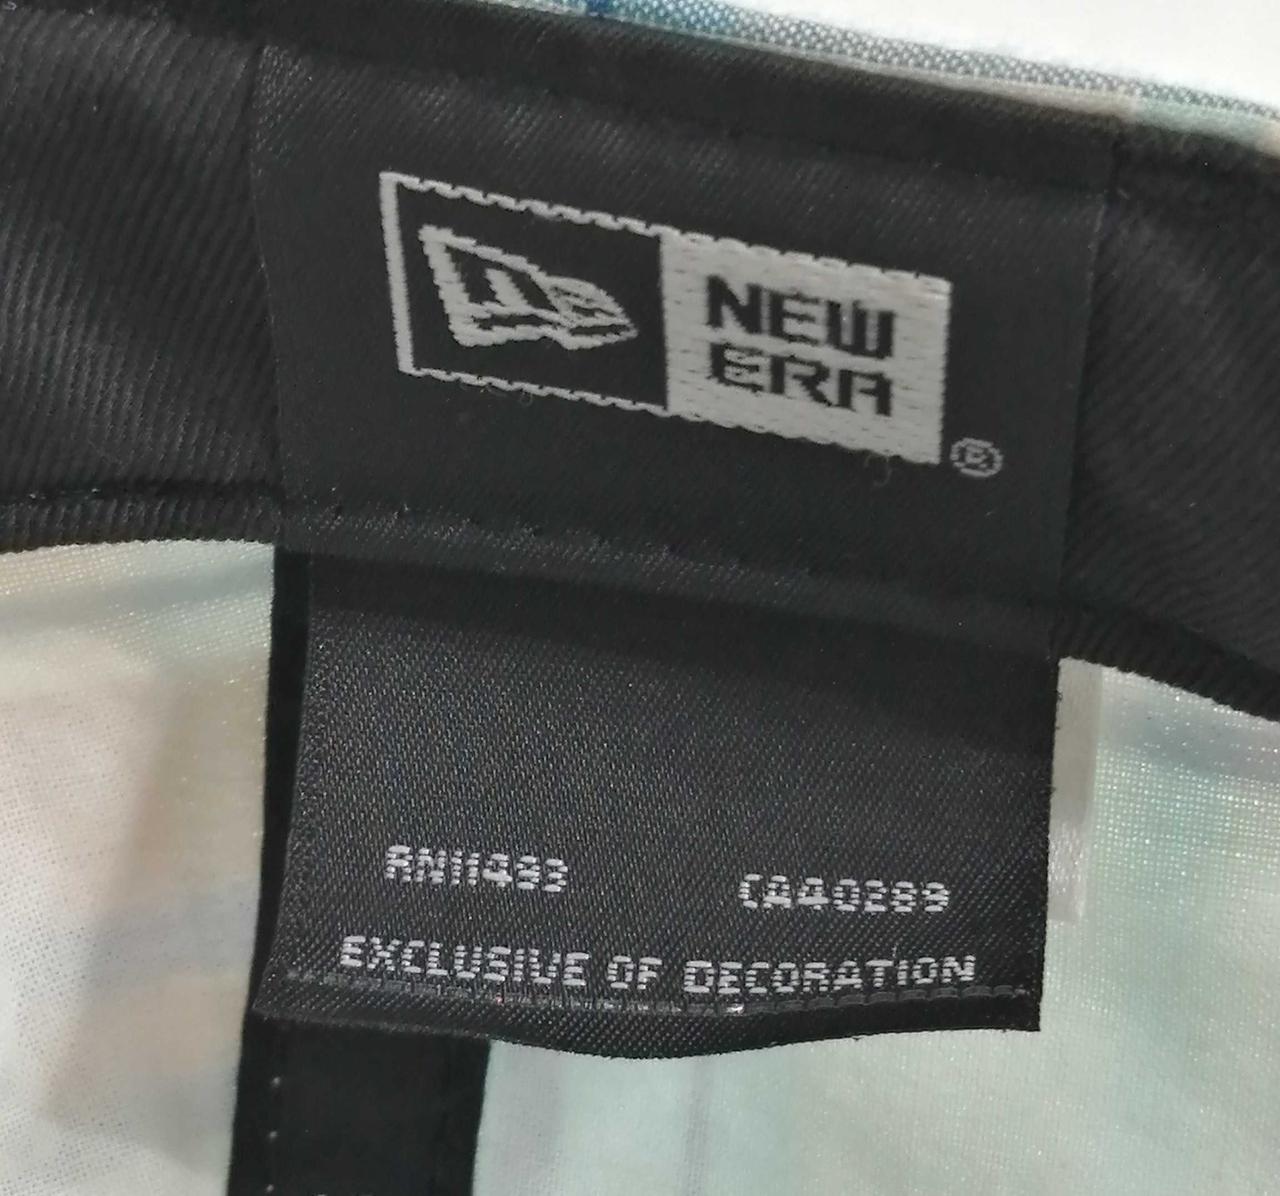 NEW
ERA
®
RN11493 CA40289
EXCLUSIVE OF DECORATION